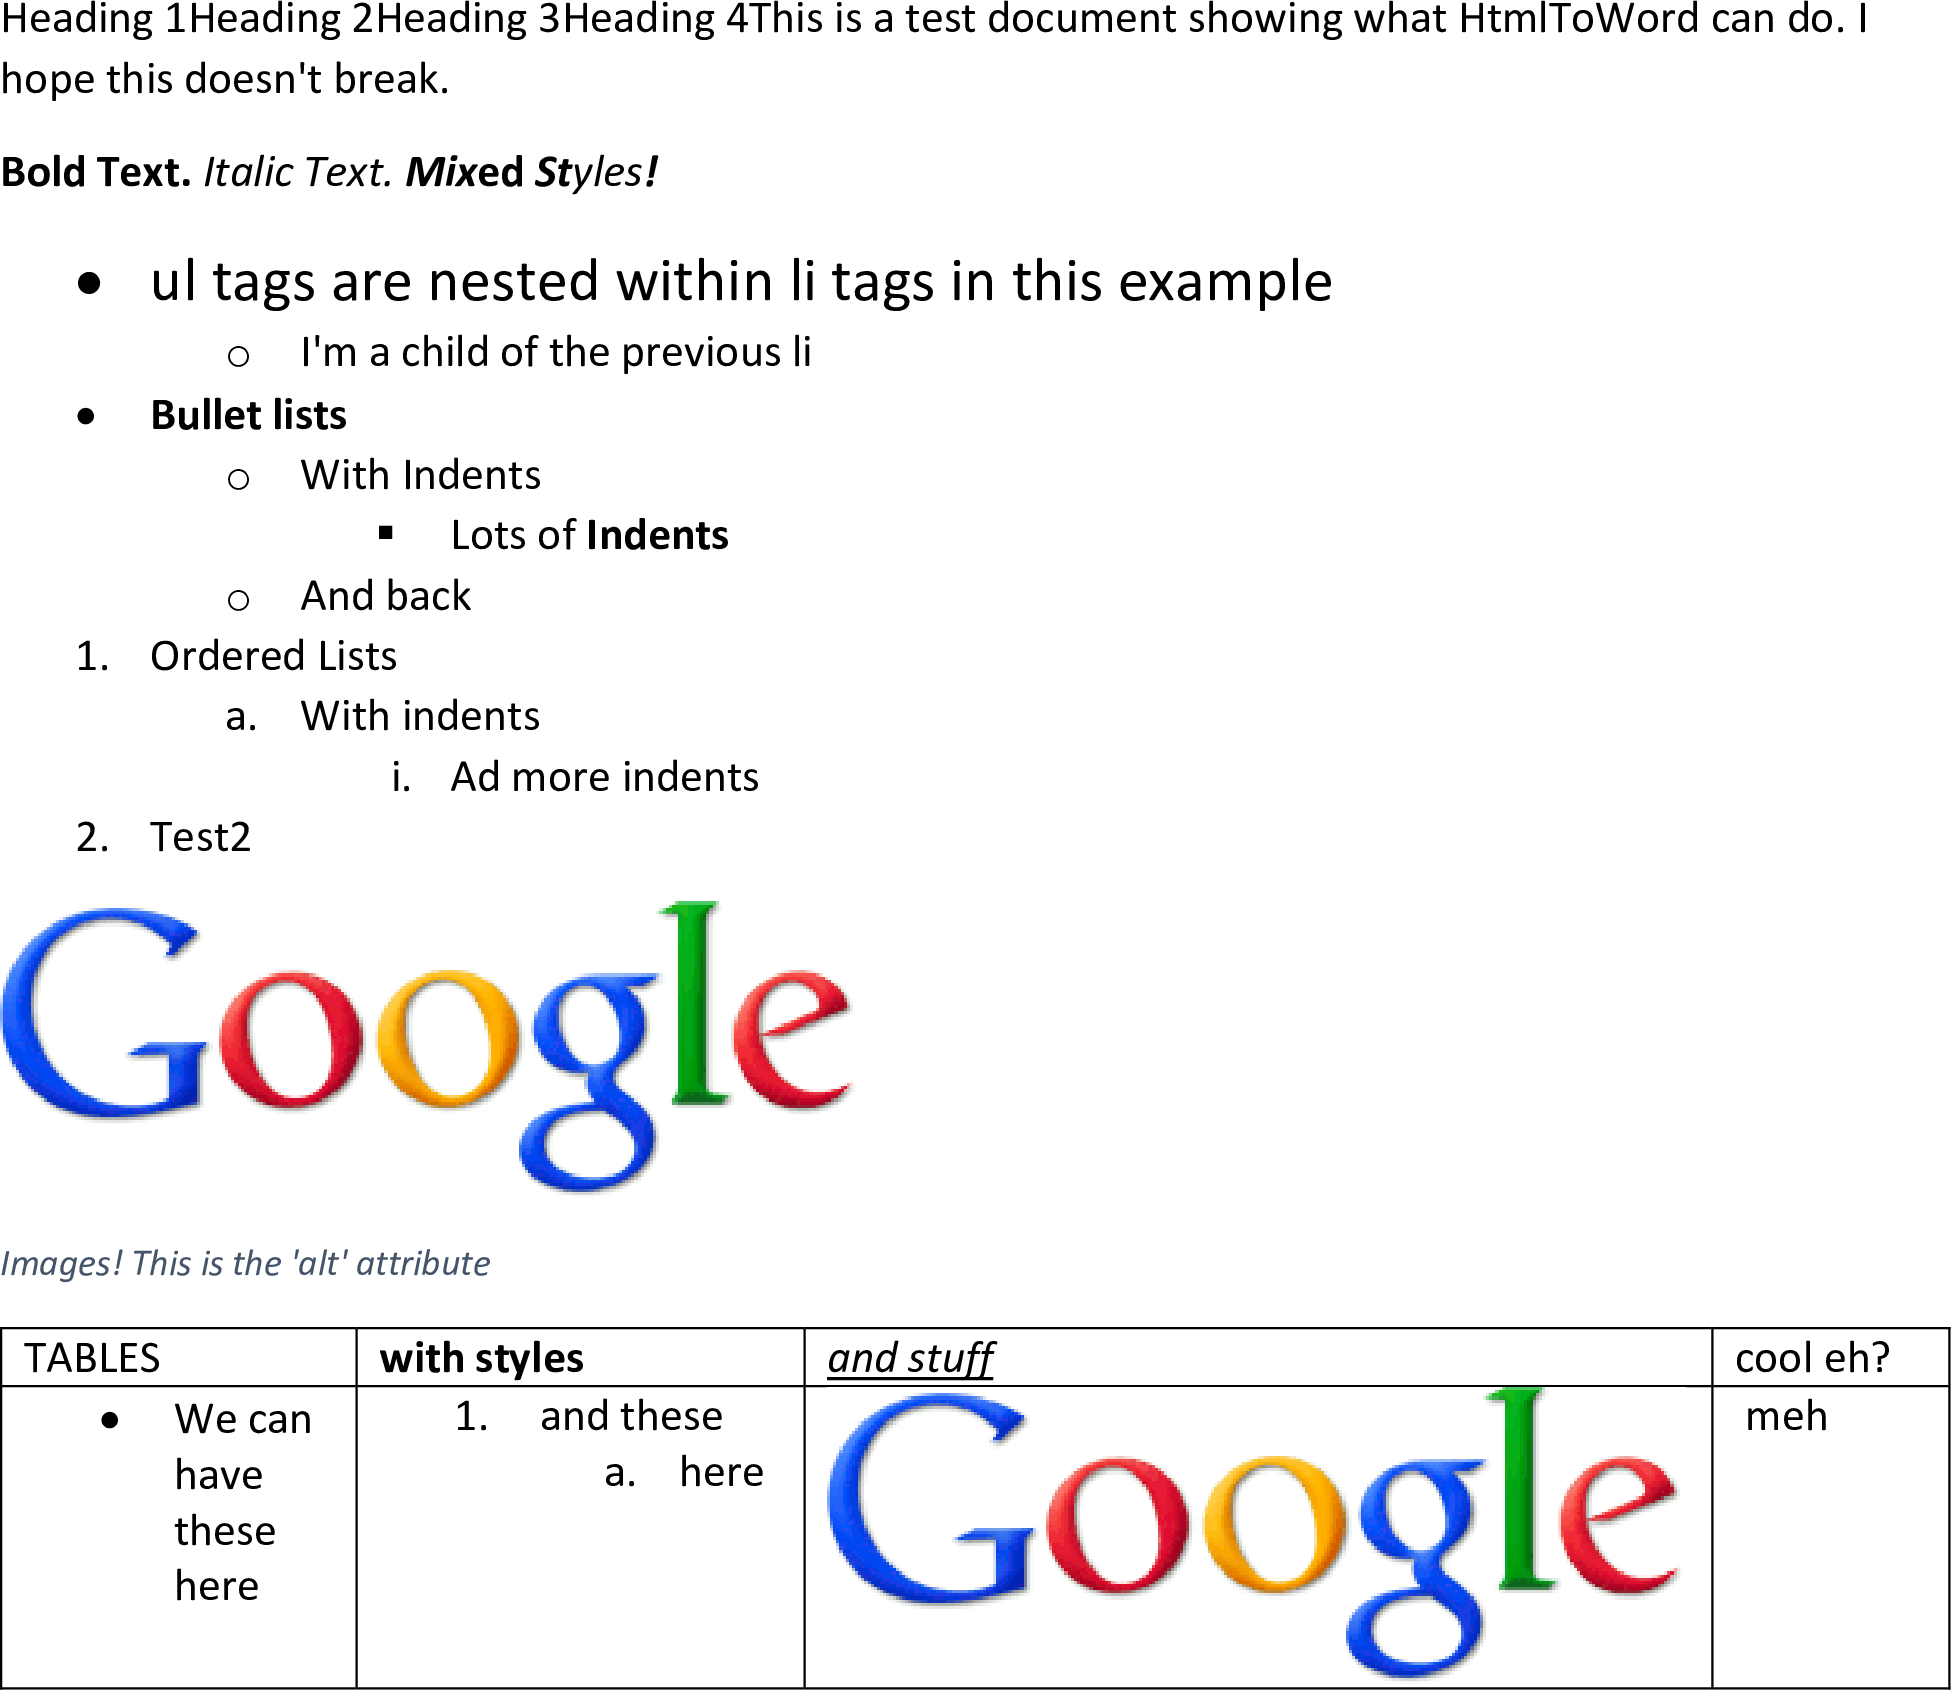 Heading 1Heading 2Heading 3Heading 4This is a test document showing what HtmlToWord can do. I
hope this doesn't break.
Bold Text. Italic Text. Mixed Styles!
• ul tags are nested within li tags in this example
o I'm a child of the previous li
• Bullet lists
o With Indents
▪ Lots of Indents
o And back
1. Ordered Lists
a. With indents
i. Ad more indents
2. Test2
Google
Images! This is the 'alt' attribute
TABLES with styles and stuff cool eh?
• We can
have
these
here
1. and these
a. here
Google
meh